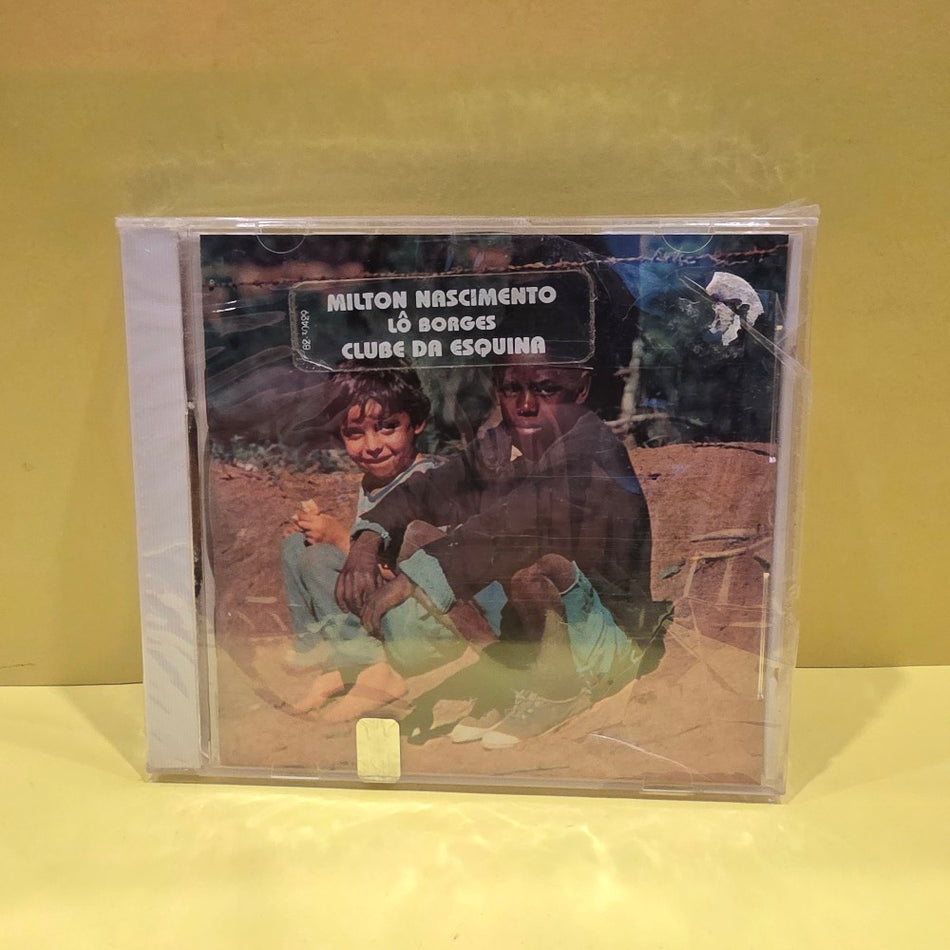 MILTON NASCIMENTO
LÔ BORGES
CLUBE DA ESQUINA